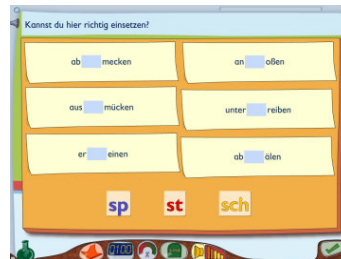 Kannst du hier richtig einsetzen?
ab mecken
an oßen
aus mücken
unter reiben
er einen
ab älen
sp st sch